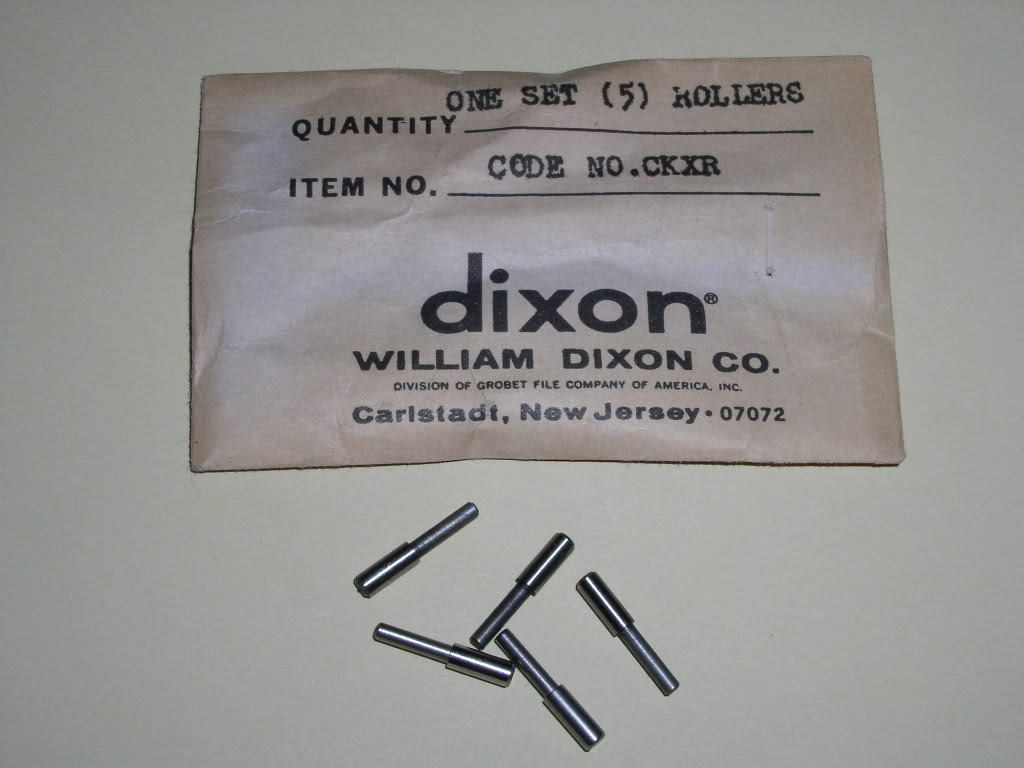 QUANTITY ONE SET (5) ROLLERS
ITEM NO. CODE NO.CKXR
dixon®
WILLIAM DIXON CO.
DIVISION OF GROBET FILE COMPANY OF AMERICA, INC.
Carlstadt, New Jersey • 07072